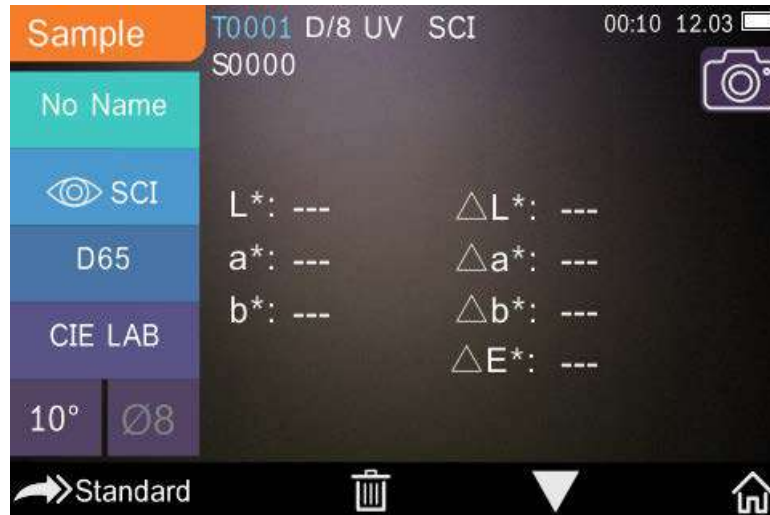 Sample
T0001 D/8 UV SCI
00:10 12.03
S0000
No Name
SCI
D65
CIE LAB
10° Ø8
L*: --- △L*: ---
a*: --- △a*: ---
b*: --- △b*: ---
△E*: ---
Standard